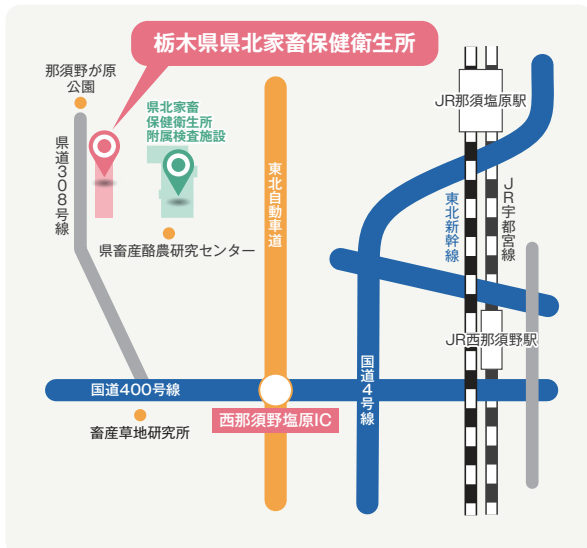 栃木県県北家畜保健衛生所
那須野が原
公園
県北家畜
保健衛生所
附属検査施設
JR那須塩原駅
県道308号線
東北自動車道
東北新幹線
JR宇都宮線
県畜産酪農研究センター
JR西那須野駅
国道4号線
国道400号線
西那須野塩原IC
畜産草地研究所